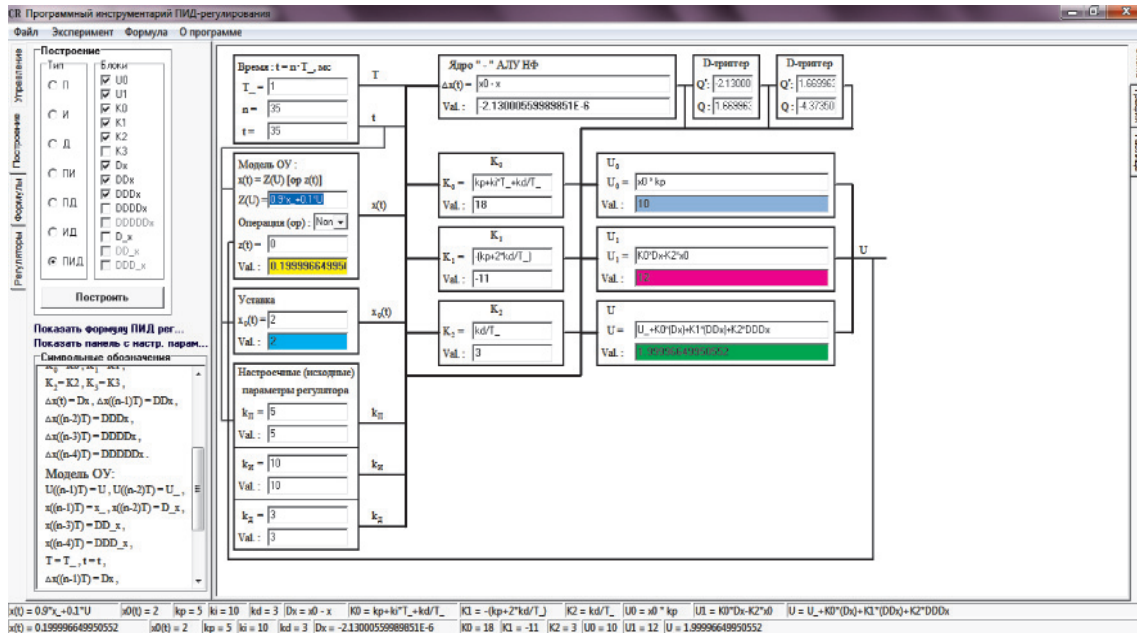 CR Программный инструментарий ПИД-регулирования
Файл Эксперимент Формула О программе
Управление
Построение
Формулы
Регуляторы
Построение
Тип
П
И
Д
ПИ
ПД
ИД
ПИД
Блоки
U0
U1
K0
K1
K2
K3
Dx
DDx
DDDx
DDDDx
DDDDDx
D_x
DD_x
DDD_x
Построить
Показать формулу ПИД рег...
Показать панель с настр. парам...
Символьные обозначения
K₂=K2, K₃=K3,
Δx(t)=Dx, Δx((n-1)T)=DDx,
Δx((n-2)T)=DDDx,
Δx((n-3)T)=DDDDx,
Δx((n-4)T)=DDDDDx.
Модель ОУ:
U((n-1)T)=U, U((n-2)T)=U_,
x((n-1)T)=x_, x((n-2)T)=D_x,
x((n-3)T)=DD_x,
x((n-4)T)=DDD_x,
T=T_, t=t,
Δx((n-1)T)=Dx,
Время: t = n·T_, мс
T_= 1
n= 35
t= 35
T
t
Модель ОУ:
x(t) = Z(U) [op z(t)]
Z(U)= 0.9*x_+0.1*U
Операция (op): Non
z(t)= 0
Val.: 0.19999664995
x(t)
Уставка
x₀(t)= 2
Val.: 2
x₀(t)
Настроечные (исходные)
параметры регулятора
kп = 5
Val.: 5
kп
kи = 10
Val.: 10
kи
kд = 3
Val.: 3
kд
Ядро " - " АЛУ НФ
Δx(t)= x0 - x
Val.: -2.13000559989851E-6
D-триггер
Q': -2.13000
Q: 1.66996
D-триггер
Q': 1.66996
Q: -4.37350
K₀
K₀ = kp+ki*T_+kd/T_
Val.: 18
K₁
K₁ = -(kp+2*kd/T_)
Val.: -11
K₂
kd/T_
Val.: 3
U₀
U₀ = x0 * kp
Val.: 10
U₁
U₁ = K0*Dx-K2*x0
Val.: 12
U
U = U_+K0*(Dx)+K1*(DDx)+K2*DDDx
Val.: 1.99996649950552
U
x(t) = 0.9*x_+0.1*U x0(t) = 2 kp = 5 ki = 10 kd = 3 Dx = x0 - x K0 = kp+ki*T_+kd/T_ K1 = -(kp+2*kd/T_) K2 = kd/T_ U0 = x0 * kp U1 = K0*Dx-K2*x0 U = U_+K0*(Dx)+K1*(DDx)+K2*DDDx
x(t) = 0.199996649950552 x0(t) = 2 kp = 5 ki = 10 kd = 3 Dx = -2.13000559989851E-6 K0 = 18 K1 = -11 K2 = 3 U0 = 10 U1 = 12 U = 1.99996649950552